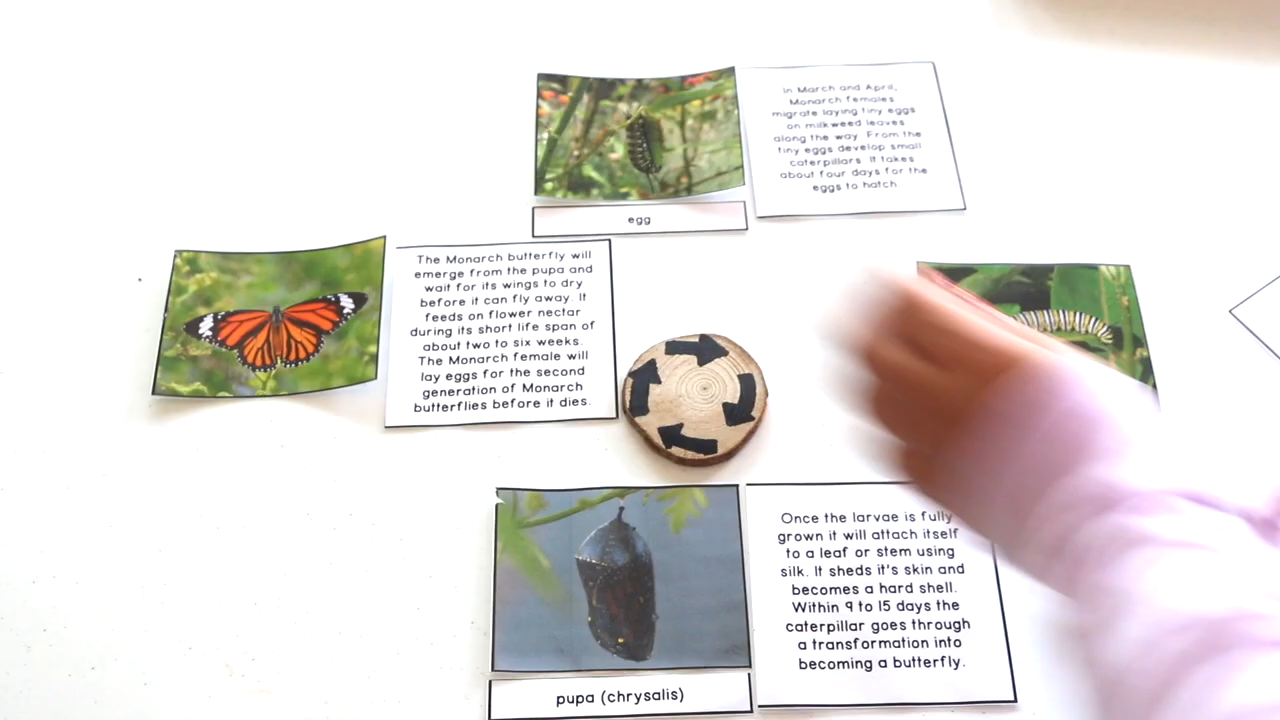 In March and April,
Monarch females
migrate laying tiny eggs
on milkweed leaves
along the way. From the
tiny eggs develop small
caterpillars. It takes
about four days for the
eggs to hatch
egg
The Monarch butterfly will
emerge from the pupa and
wait for its wings to dry
before it can fly away. It
feeds on flower nectar
during its short life span of
about two to six weeks.
The Monarch female will
lay eggs for the second
generation of Monarch
butterflies before it dies.
Once the larvae is fully
grown it will attach itself
to a leaf or stem using
silk. It sheds it's skin and
becomes a hard shell.
Within 9 to 15 days the
caterpillar goes through
a transformation into
becoming a butterfly.
pupa (chrysalis)